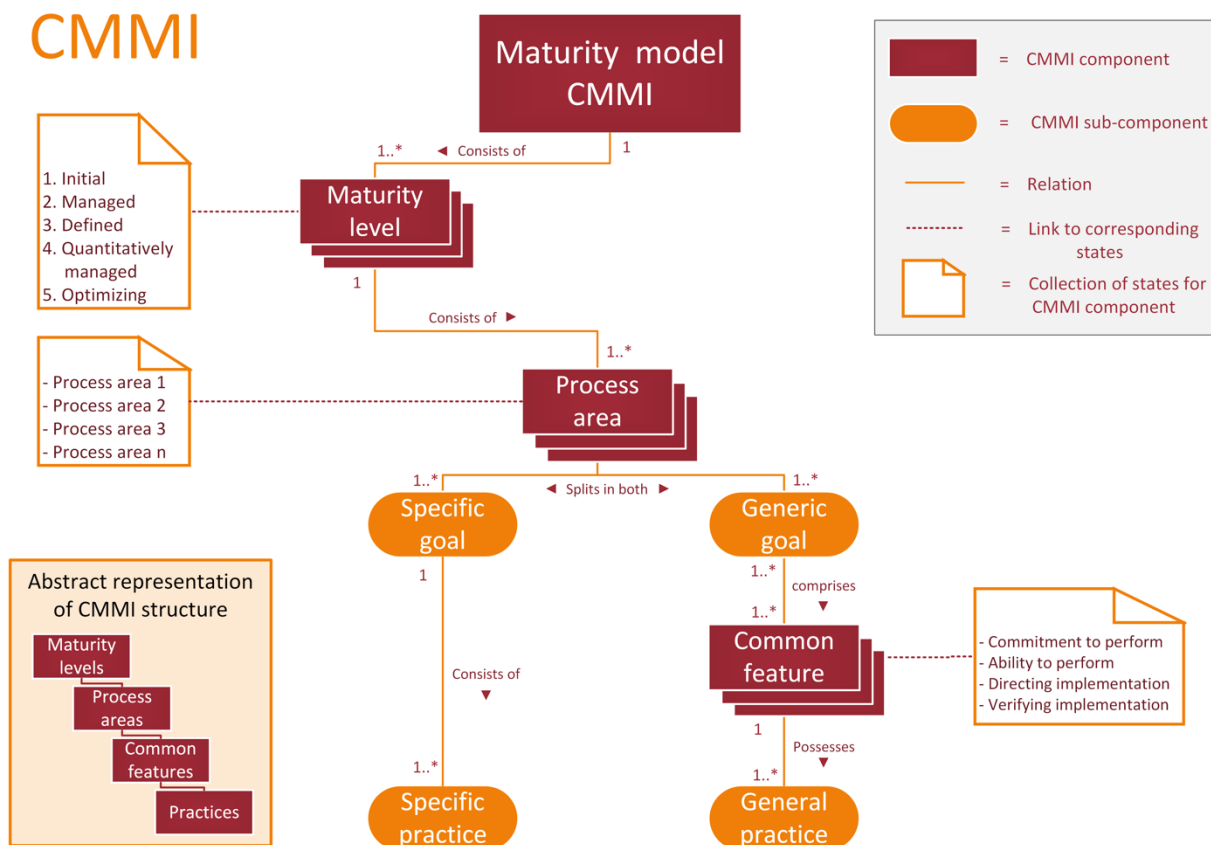 CMMI
Maturity model
CMMI
= CMMI component
= CMMI sub-component
= Relation
= Link to corresponding
states
= Collection of states for
CMMI component
1..*
◄ Consists of
1
1. Initial
2. Managed
3. Defined
4. Quantitatively
managed
5. Optimizing
Maturity
level
1
Consists of ►
1..*
- Process area 1
- Process area 2
- Process area 3
- Process area n
Process
area
1..*
◄ Splits in both ►
1..*
Specific
goal
Generic
goal
1
1..*
comprises
▼
1..*
Common
feature
- Commitment to perform
- Ability to perform
- Directing implementation
- Verifying implementation
Consists of
▼
1
Possesses
▼
1..*
1..*
Specific
practice
General
practice
Abstract representation
of CMMI structure
Maturity
levels
Process
areas
Common
features
Practices